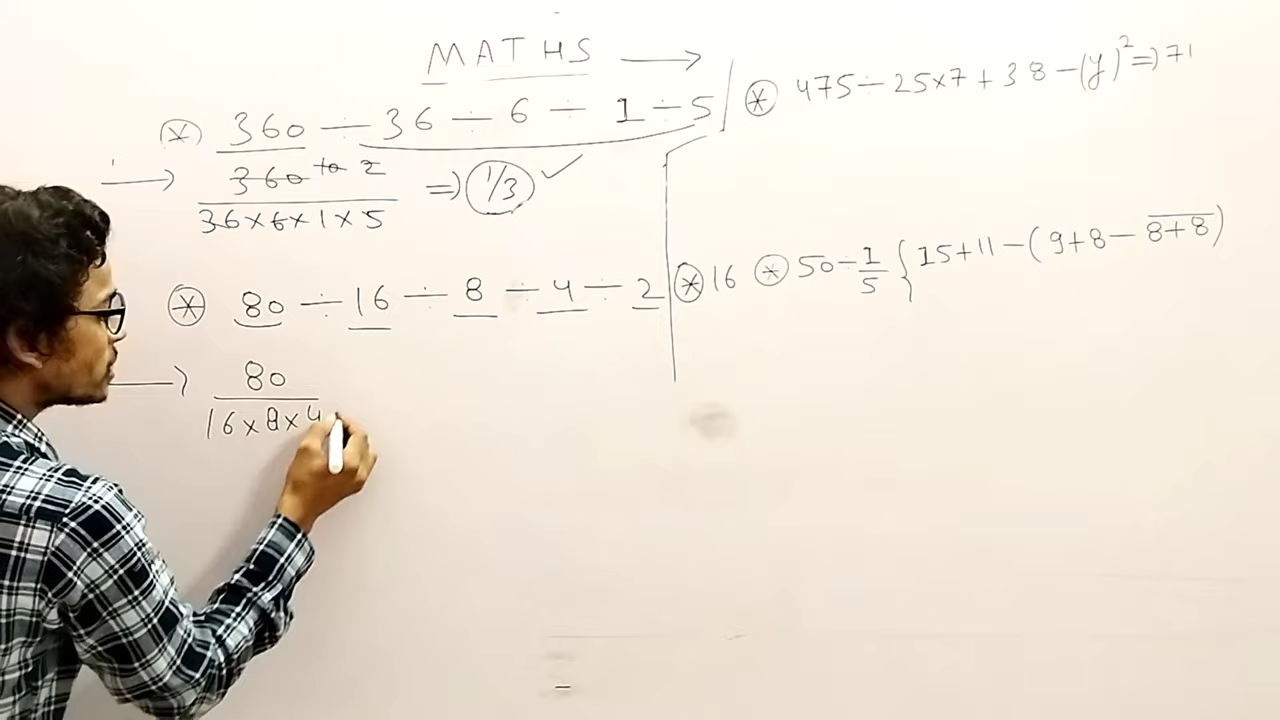 MATHS →
⊛ 360 ÷ 36 ÷ 6 ÷ 1 ÷ 5
→ 360 10 2 / 36×6×1×5 ⇒ 1/3 ✓
⊛ 80 ÷ 16 ÷ 8 ÷ 4 ÷ 2
→ 80 / 16×8×4
⊛ 475 ÷ 25×7 + 38 − (y)² ⇒ 71
⊛ 16 ⊛ 50 ÷ 1/5 { 15+11 − (9+8 − 8+8)